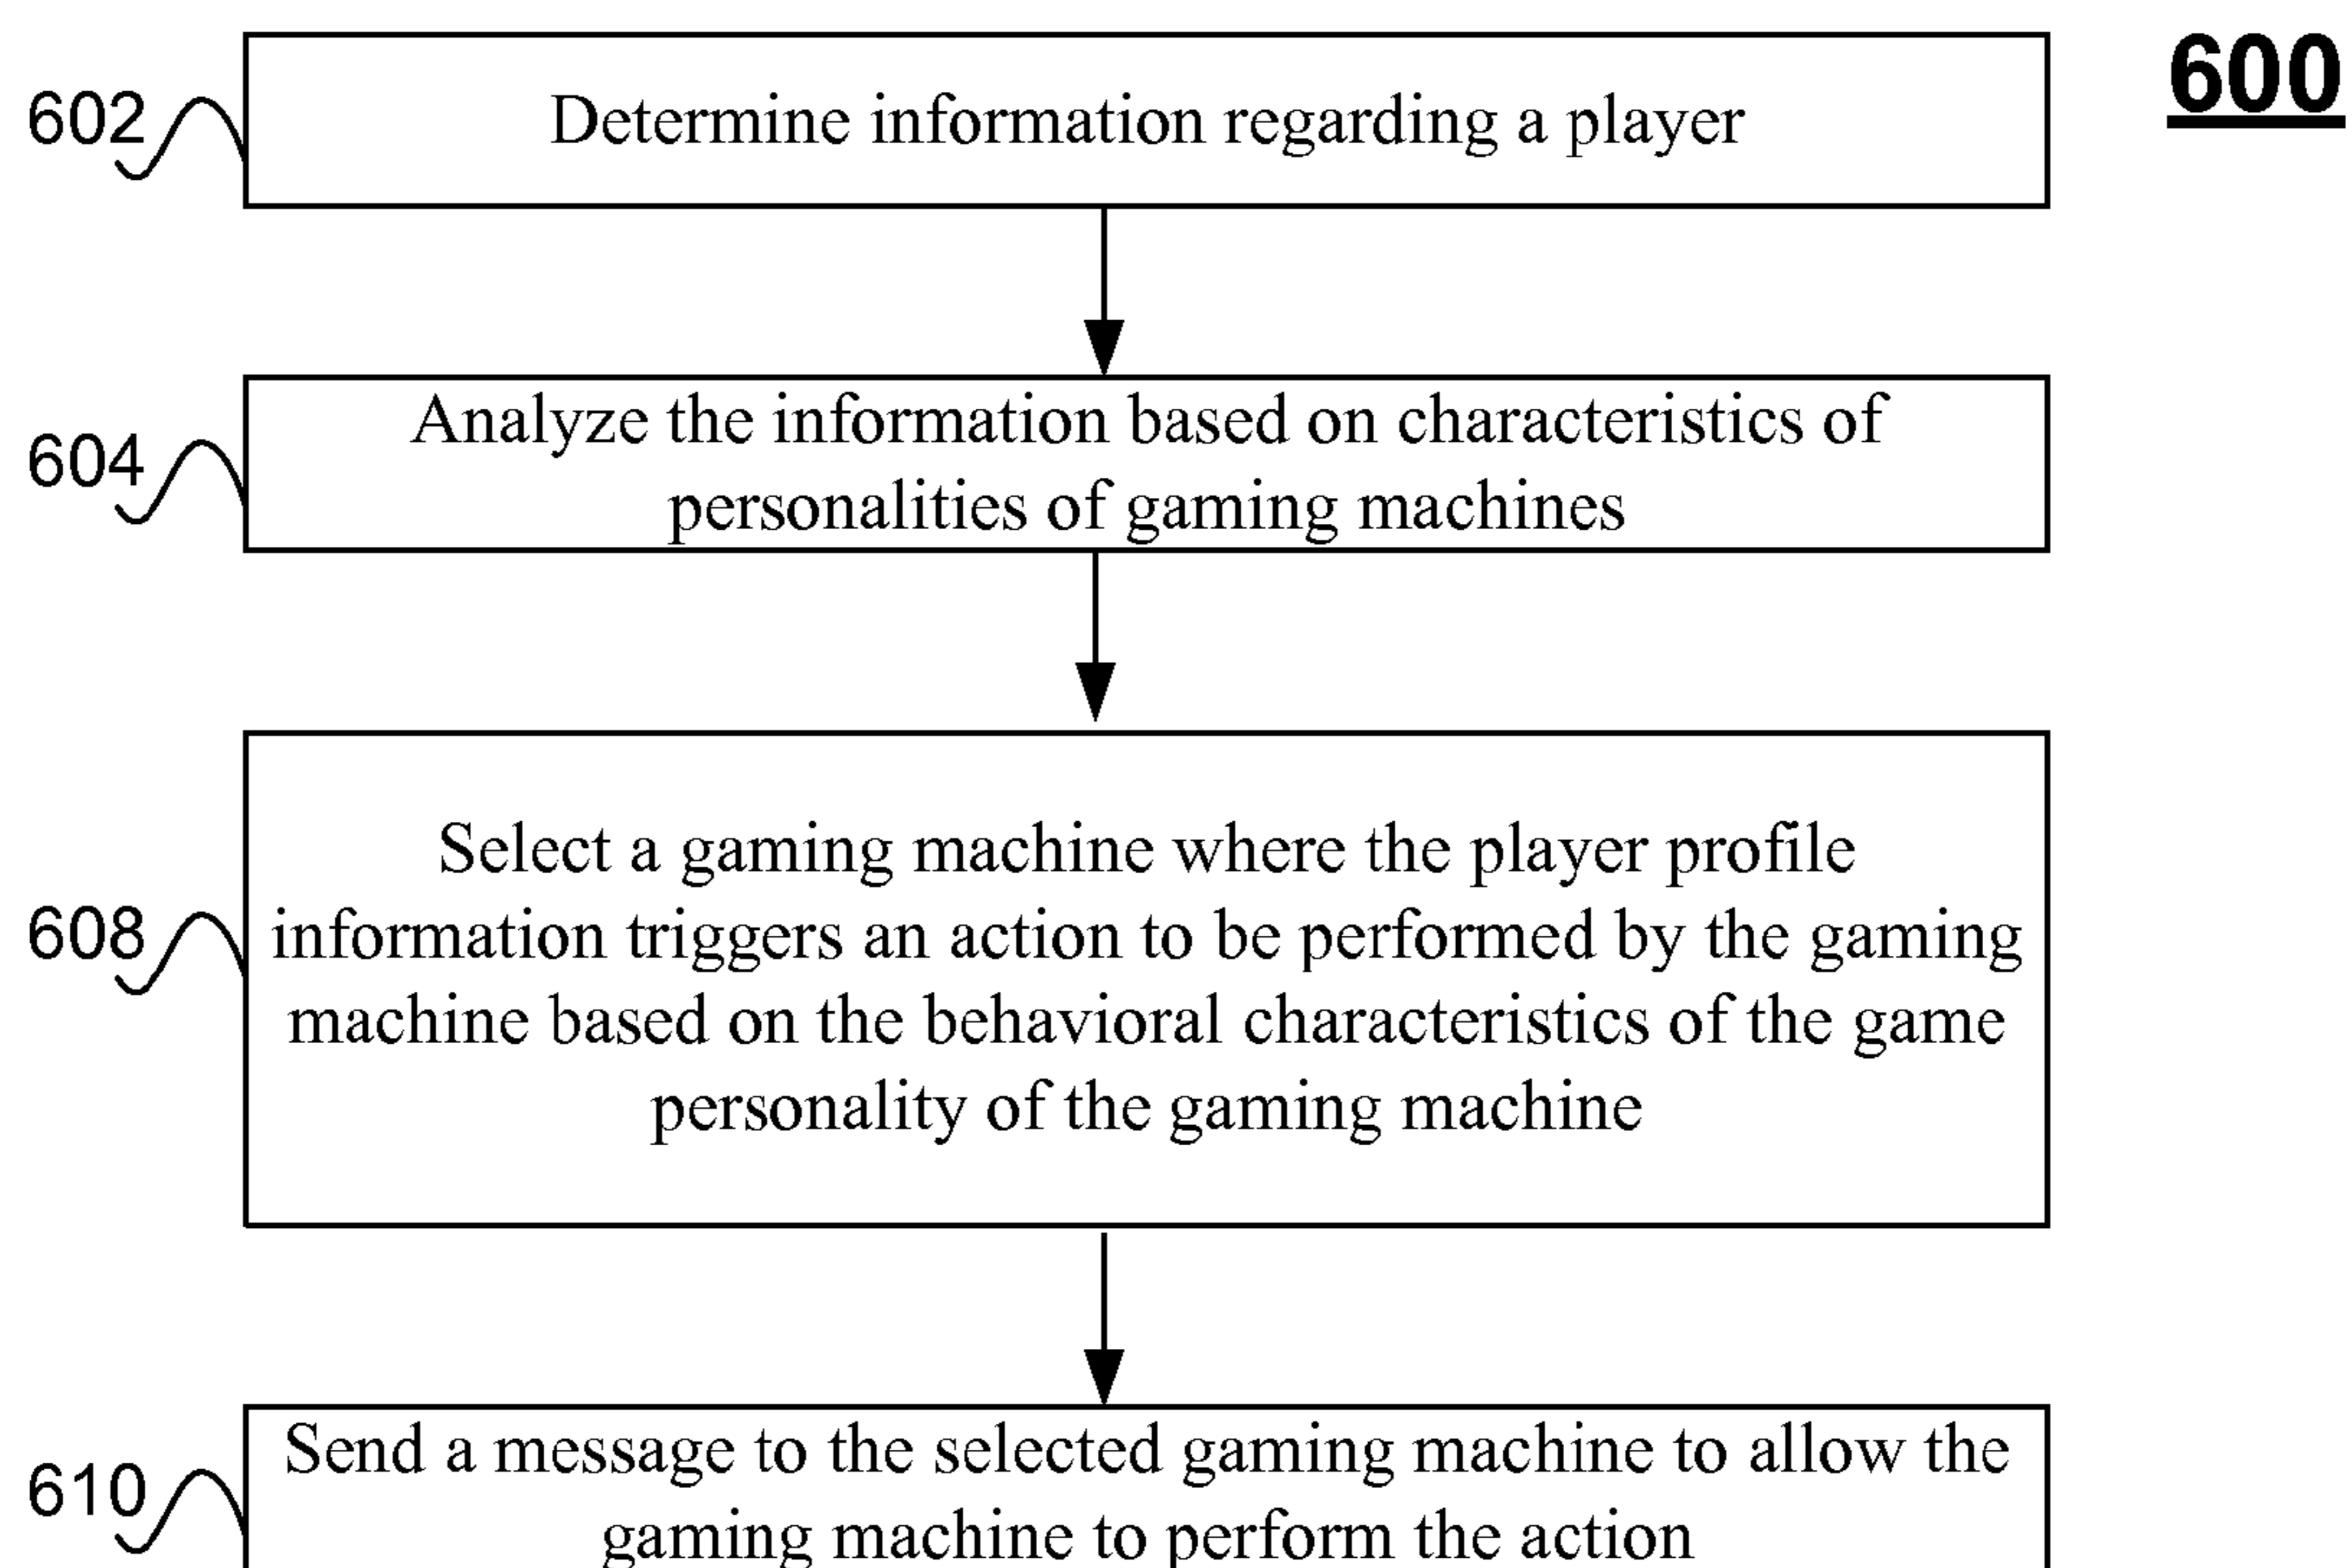 600
602
Determine information regarding a player
604
Analyze the information based on characteristics of
personalities of gaming machines
608
Select a gaming machine where the player profile
information triggers an action to be performed by the gaming
machine based on the behavioral characteristics of the game
personality of the gaming machine
610
Send a message to the selected gaming machine to allow the
gaming machine to perform the action